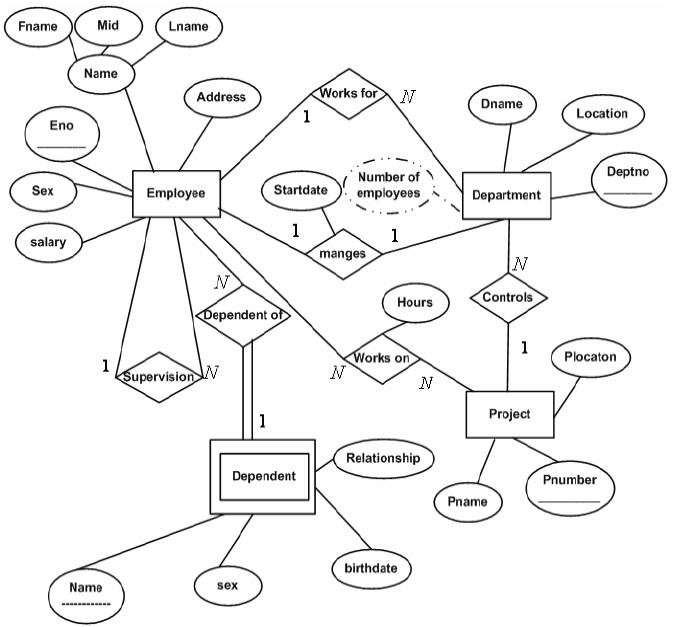 Fname
Mid
Lname
Name
Address
Eno
Sex
salary
Employee
Works for
1
N
Dname
Location
Deptno
Department
Number of
employees
Startdate
1
1
manges
N
Dependent of
1
N
Controls
1
Hours
Works on
N
N
1
Supervision
N
Plocaton
Project
Pname
Pnumber
Dependent
Relationship
Name
sex
birthdate